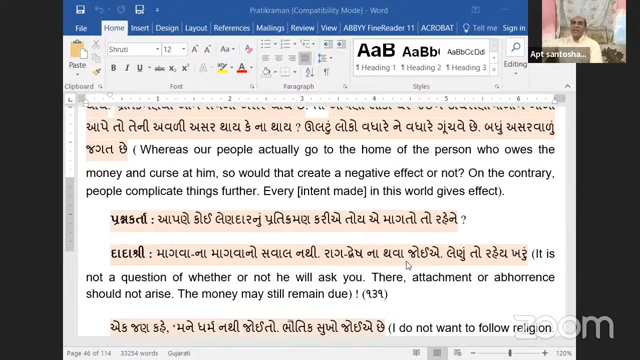 Pratikraman [Compatibility Mode] - Word
File
Home
Insert
Design
Layout
References
Mailings
Review
View
ABBYY FineReader 11
ACROBAT
Tell me
Share
Shruti
12
Paste
Clipboard
Font
Paragraph
Styles
Editing
AaB AaBbC AaBbCcDdI
¶ Heading 1 ¶ Heading 2 ¶ Heading 3
Apt santosha...
આપે તો તેની અવળી અસર થાય કે ના થાય ? ઊલટું લોકો વધારે ને વધારે ગૂંચવે છે. બધું અસરવાળું
જગત છે ( Whereas our people actually go to the home of the person who owes the
money and curse at him, so would that create a negative effect or not? On the contrary,
people complicate things further. Every [intent made] in this world gives effect).
પ્રશ્નકર્તા : આપણે કોઈ લેણદારનું પ્રતિક્રમણ કરીએ તોય એ માગતો તો રહેને ?
દાદાશ્રી : માગવા-ના માગવાનો સવાલ નથી. રાગ-દ્વેષ ના થવા જોઈએ. લેણું તો રહેય ખરું (It is
not a question of whether or not he will ask you. There, attachment or abhorrence
should not arise. The money may still remain due) ! (૧૩૧)
એક જણ કહે, ‘મને ધર્મ નથી જોઈતો. ભૌતિક સુખો જોઈએ છે (I do not want to follow religion.
Page 46 of 114
33254 words
Gujarati
120%
LIVE